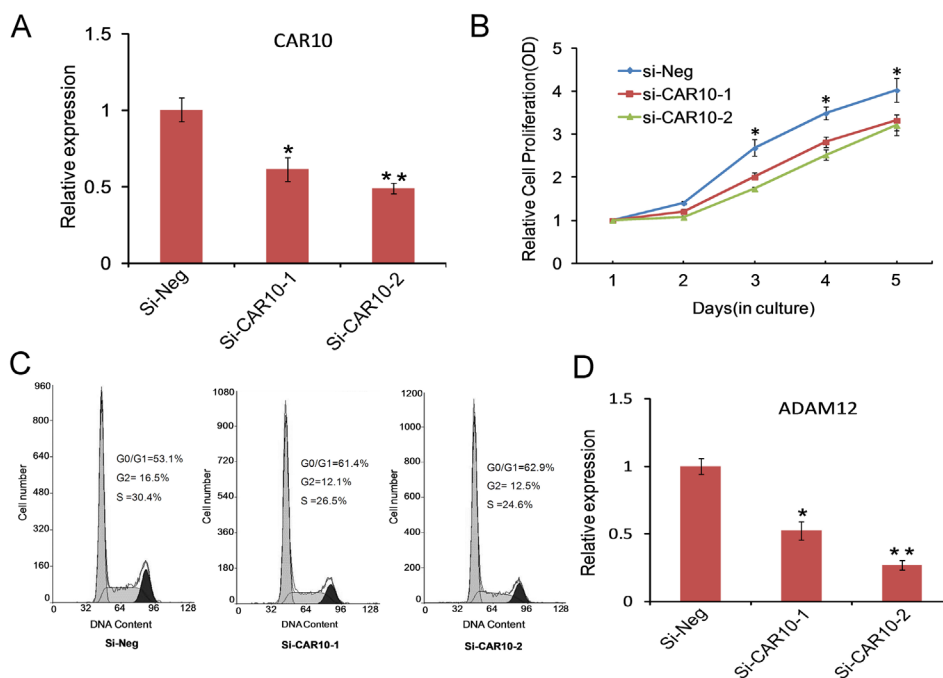 A
CAR10
Relative expression
1.5
1
0.5
0
*
**
Si-Neg
Si-CAR10-1
Si-CAR10-2
B
Relative Cell Proliferation(OD)
5
4
3
2
1
0
si-Neg
si-CAR10-1
si-CAR10-2
*
*
*
1 2 3 4 5
Days(in culture)
C
Cell number
960
800
640
480
320
160
0
G0/G1=53.1%
G2= 16.5%
S =30.4%
0 32 64 96 128
DNA Content
Si-Neg
Cell number
1080
900
720
540
360
180
0
G0/G1=61.4%
G2=12.1%
S =26.5%
0 32 64 96 128
DNA Content
Si-CAR10-1
Cell number
1200
1000
800
600
400
200
0
G0/G1=62.9%
G2= 12.5%
S =24.6%
0 32 64 96 128
DNA Content
Si-CAR10-2
D
ADAM12
Relative expression
1.5
1
0.5
0
*
**
Si-Neg
Si-CAR10-1
Si-CAR10-2